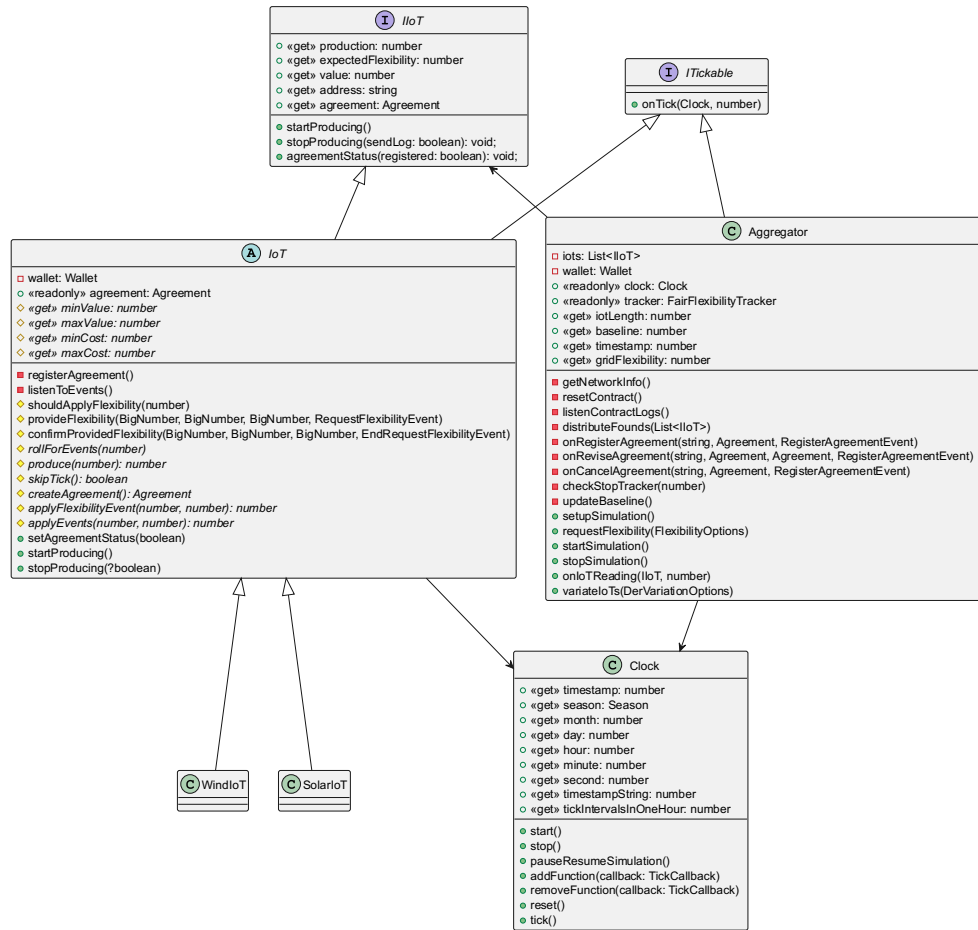 I IIoT
«get» production: number
«get» expectedFlexibility: number
«get» value: number
«get» address: string
«get» agreement: Agreement
startProducing()
stopProducing(sendLog: boolean): void;
agreementStatus(registered: boolean): void;
I ITickable
onTick(Clock, number)
A IoT
wallet: Wallet
«readonly» agreement: Agreement
«get» minValue: number
«get» maxValue: number
«get» minCost: number
«get» maxCost: number
registerAgreement()
listenToEvents()
shouldApplyFlexibility(number)
provideFlexibility(BigNumber, BigNumber, BigNumber, RequestFlexibilityEvent)
confirmProvidedFlexibility(BigNumber, BigNumber, BigNumber, EndRequestFlexibilityEvent)
rollForEvents(number)
produce(number): number
skipTick(): boolean
createAgreement(): Agreement
applyFlexibilityEvent(number, number): number
applyEvents(number, number): number
setAgreementStatus(boolean)
startProducing()
stopProducing(?boolean)
C Aggregator
iots: List<IIoT>
wallet: Wallet
«readonly» clock: Clock
«readonly» tracker: FairFlexibilityTracker
«get» iotLength: number
«get» baseline: number
«get» timestamp: number
«get» gridFlexibility: number
getNetworkInfo()
resetContract()
listenContractLogs()
distributeFounds(List<IIoT>)
onRegisterAgreement(string, Agreement, RegisterAgreementEvent)
onReviseAgreement(string, Agreement, Agreement, RegisterAgreementEvent)
onCancelAgreement(string, Agreement, RegisterAgreementEvent)
checkStopTracker(number)
updateBaseline()
setupSimulation()
requestFlexibility(FlexibilityOptions)
startSimulation()
stopSimulation()
onIoTReading(IIoT, number)
variateIoTs(DerVariationOptions)
C WindIoT
C SolarIoT
C Clock
«get» timestamp: number
«get» season: Season
«get» month: number
«get» day: number
«get» hour: number
«get» minute: number
«get» second: number
«get» timestampString: number
«get» tickIntervalsInOneHour: number
start()
stop()
pauseResumeSimulation()
addFunction(callback: TickCallback)
removeFunction(callback: TickCallback)
reset()
tick()